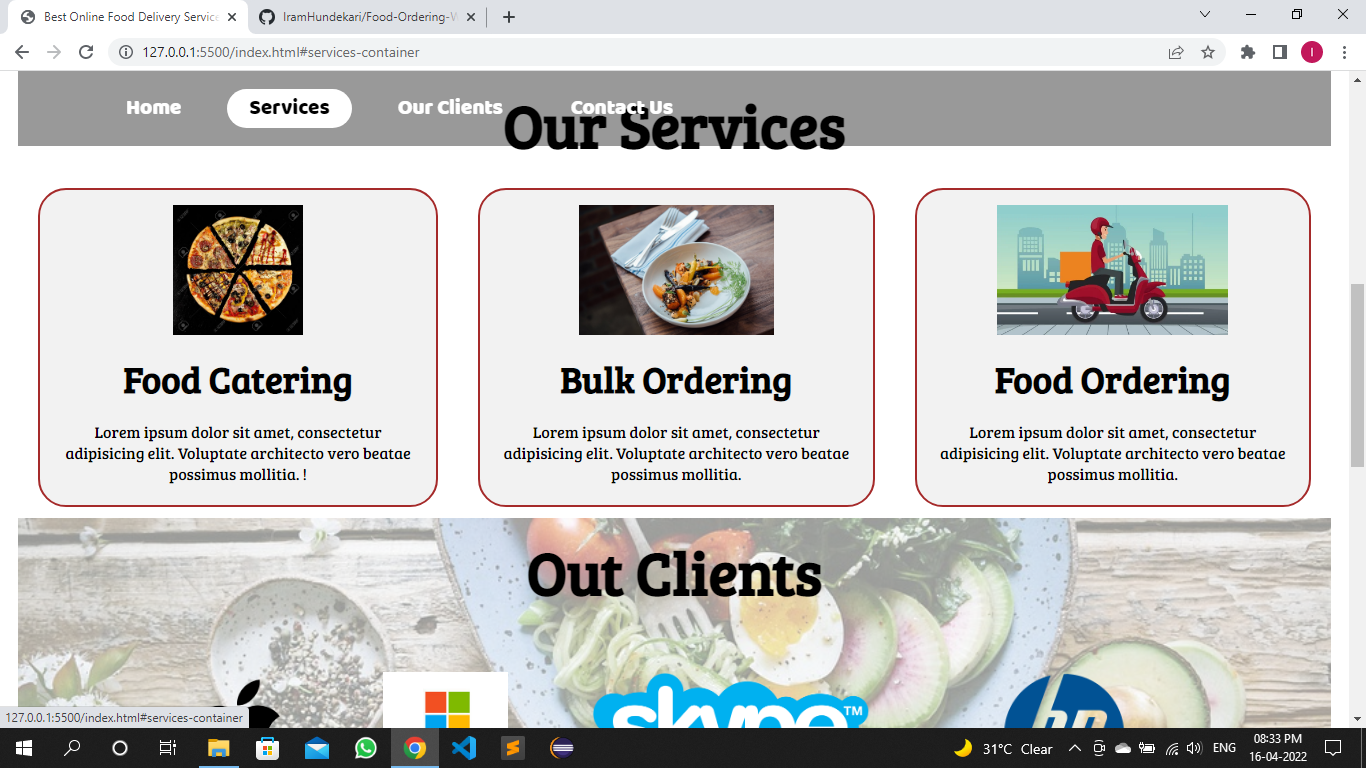 Best Online Food Delivery Service
IramHundekari/Food-Ordering-W
127.0.0.1:5500/index.html#services-container
I
Home
Services
Our Clients
Contact Us
Our Services
Food Catering
Lorem ipsum dolor sit amet, consectetur
adipisicing elit. Voluptate architecto vero beatae
possimus mollitia. !
Bulk Ordering
Lorem ipsum dolor sit amet, consectetur
adipisicing elit. Voluptate architecto vero beatae
possimus mollitia.
Food Ordering
Lorem ipsum dolor sit amet, consectetur
adipisicing elit. Voluptate architecto vero beatae
possimus mollitia.
Out Clients
skype™
hp
127.0.0.1:5500/index.html#services-container
31°C Clear
ENG
08:33 PM
16-04-2022